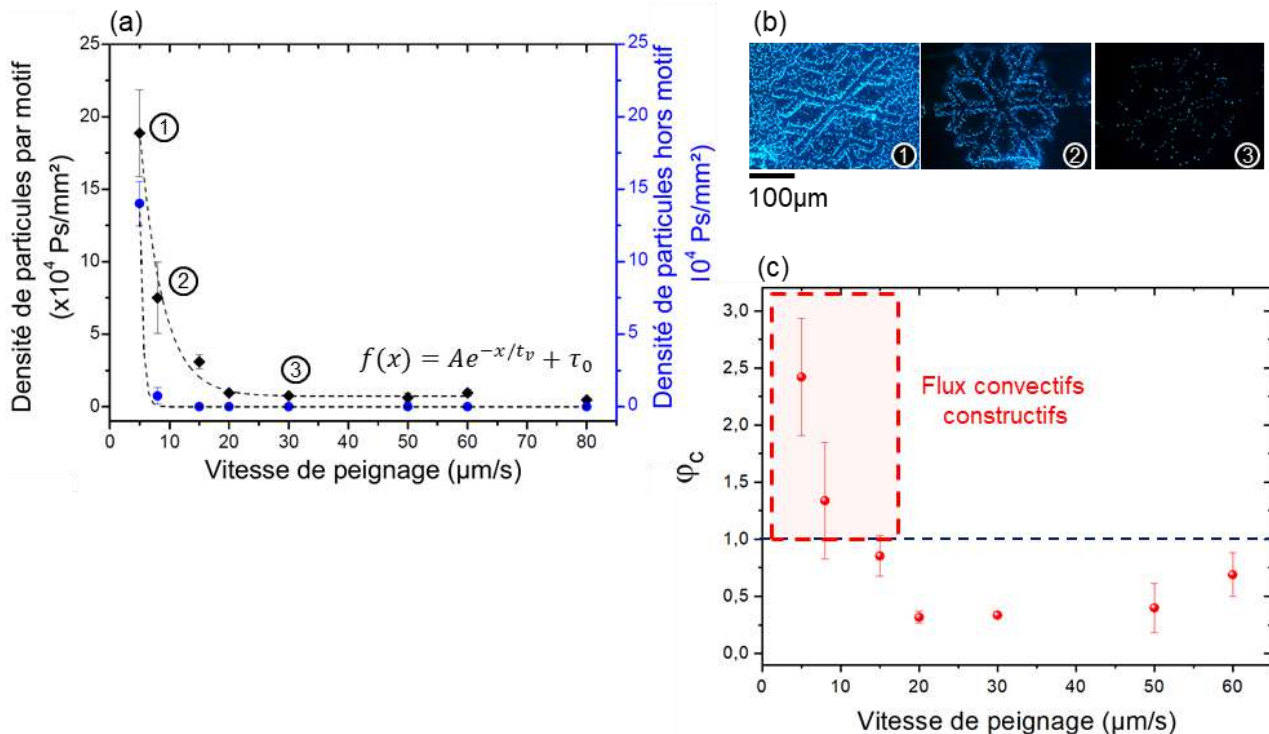 (a)
25
20
15
10
5
0
Densité de particules par motif
(x10⁴ Ps/mm²)
1
2
3
f(x) = Ae^{-x/t_v} + τ₀
25
20
15
10
5
0
Densité de particules hors motif
10⁴ Ps/mm²)
0 10 20 30 40 50 60 70 80
Vitesse de peignage (µm/s)
(b)
1
2
3
100µm
(c)
3,0
2,5
2,0
1,5
1,0
0,5
0,0
φ_C
Flux convectifs
constructifs
0 10 20 30 40 50 60
Vitesse de peignage (µm/s)